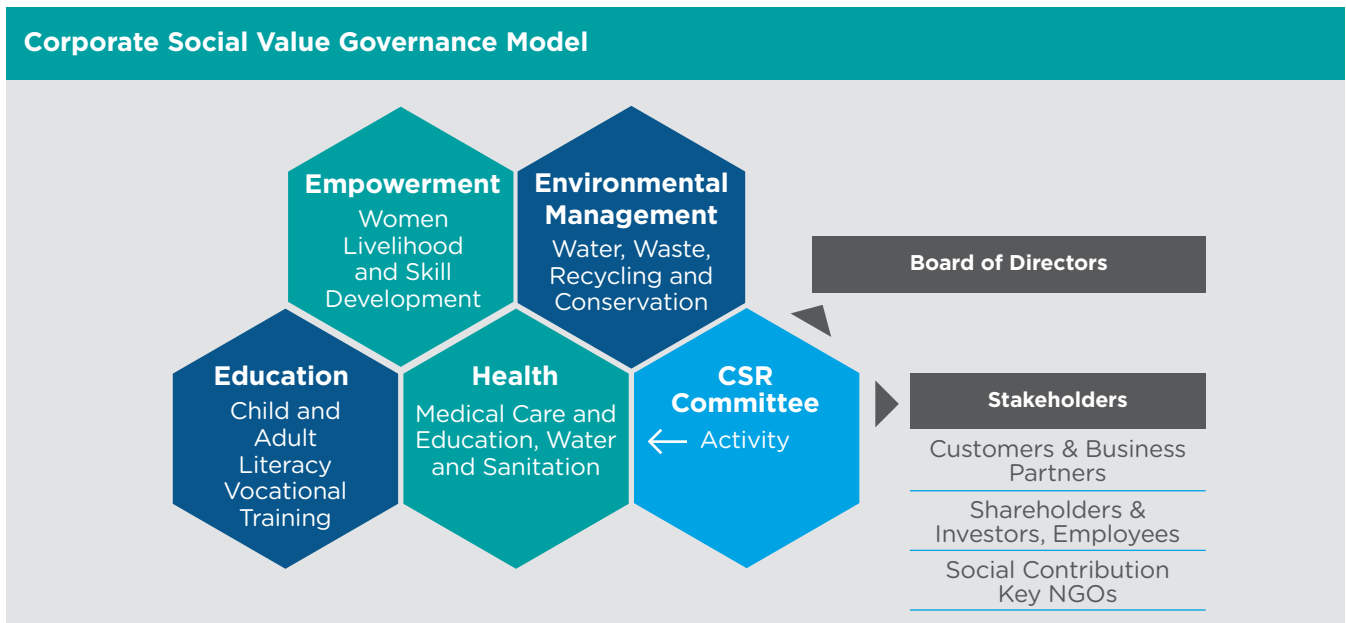 Corporate Social Value Governance Model
Empowerment
Women
Livelihood
and Skill
Development
Environmental
Management
Water, Waste,
Recycling and
Conservation
Board of Directors
Education
Child and
Adult
Literacy
Vocational
Training
Health
Medical Care and
Education, Water
and Sanitation
CSR
Committee
Activity
Stakeholders
Customers & Business
Partners
Shareholders &
Investors, Employees
Social Contribution
Key NGOs